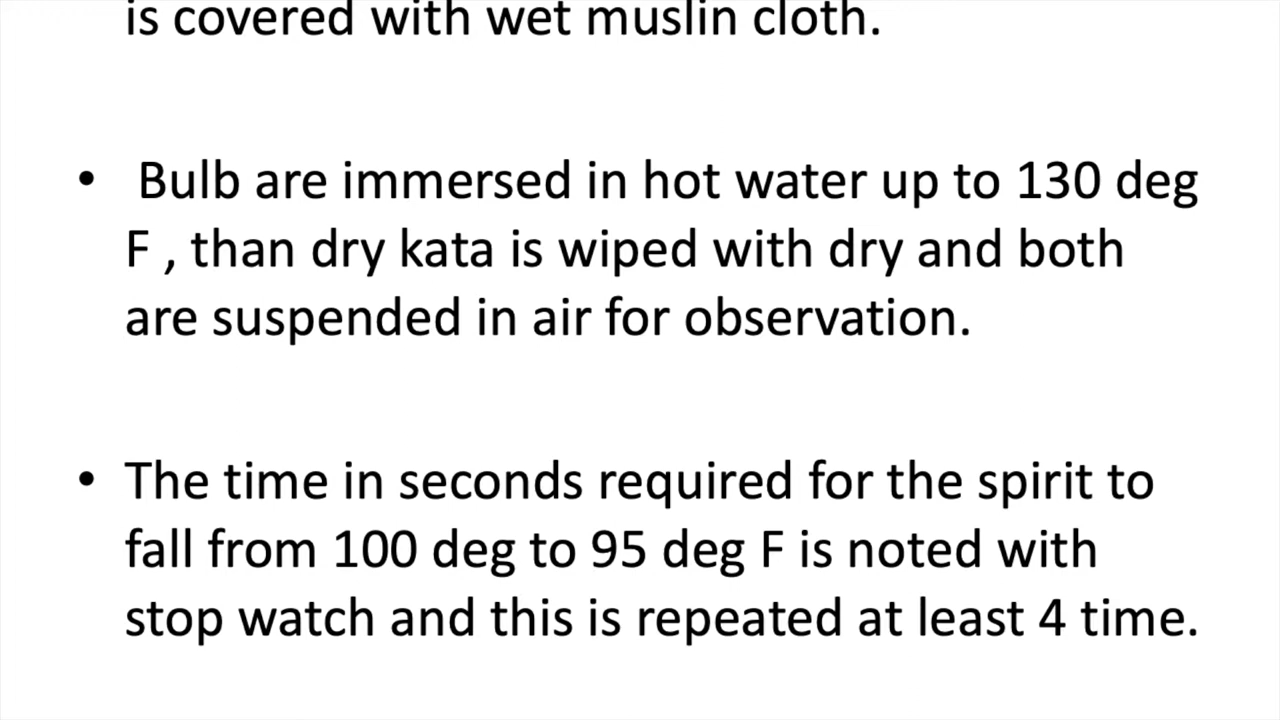 is covered with wet muslin cloth.
• Bulb are immersed in hot water up to 130 deg
F , than dry kata is wiped with dry and both
are suspended in air for observation.
• The time in seconds required for the spirit to
fall from 100 deg to 95 deg F is noted with
stop watch and this is repeated at least 4 time.